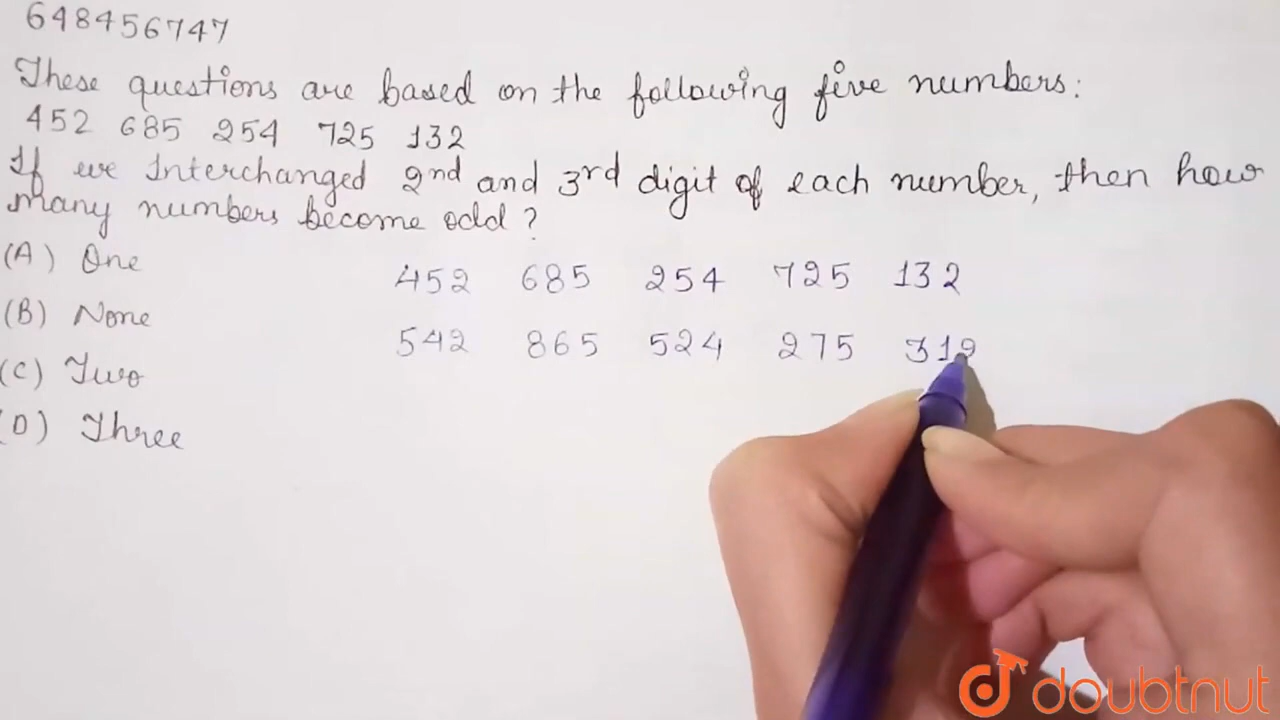 648456747
These questions are based on the following five numbers:
452 685 254 725 132
If we Interchanged 2nd and 3rd digit of each number, then how
many numbers become odd ?
(A) One
(B) None
(C) Two
(D) Three
452 685 254 725 132
542 865 524 275 312
doubtnut